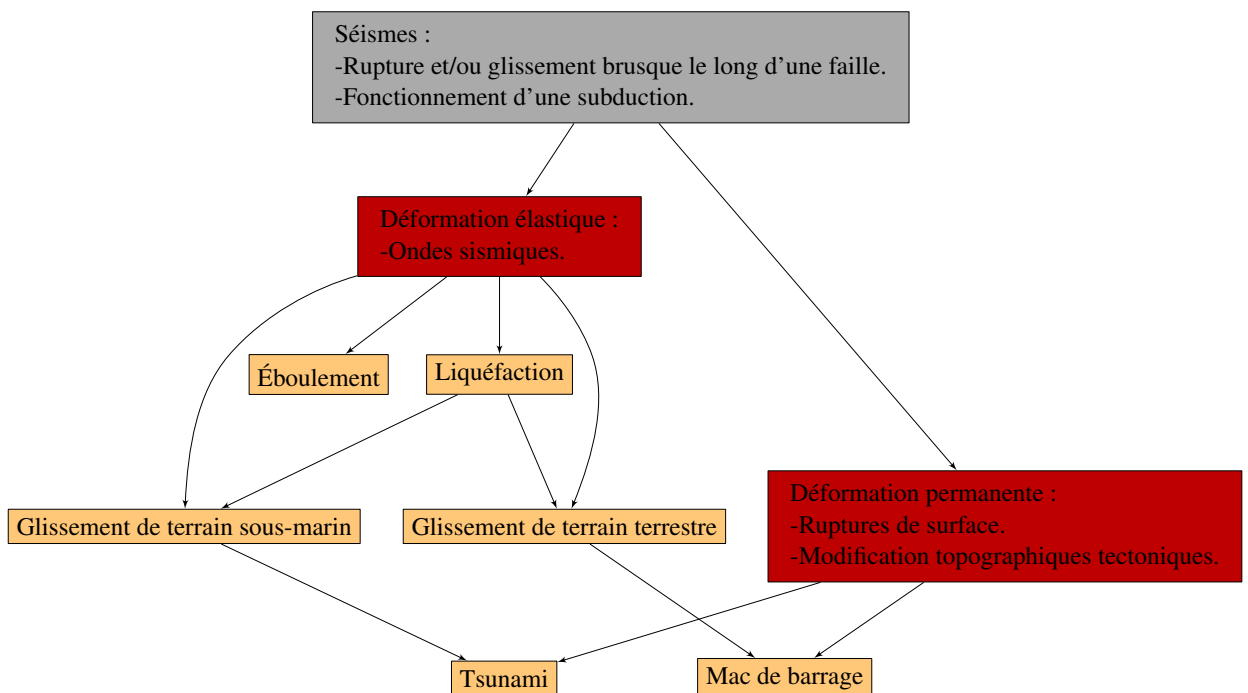 Séismes :
-Rupture et/ou glissement brusque le long d’une faille.
-Fonctionnement d’une subduction.
Déformation élastique :
-Ondes sismiques.
Éboulement
Liquéfaction
Déformation permanente :
-Ruptures de surface.
-Modification topographiques tectoniques.
Glissement de terrain sous-marin
Glissement de terrain terrestre
Tsunami
Mac de barrage